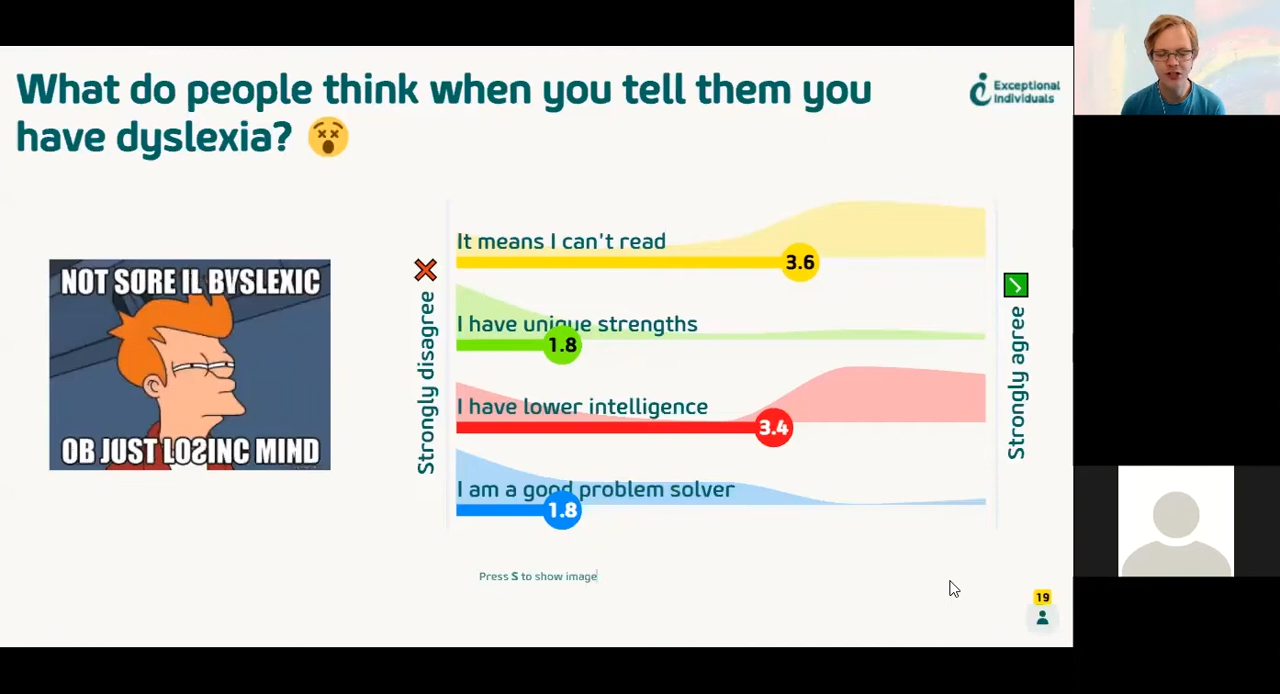 What do people think when you tell them you
have dyslexia? 😵
Exceptional
Individuals
NOT SØRE IL BVSLEXIC
OB JUST LOƧINC MIND
Strongly disagree
It means I can't read
3.6
I have unique strengths
1.8
I have lower intelligence
3.4
I am a good problem solver
1.8
Strongly agree
Press S to show image
19